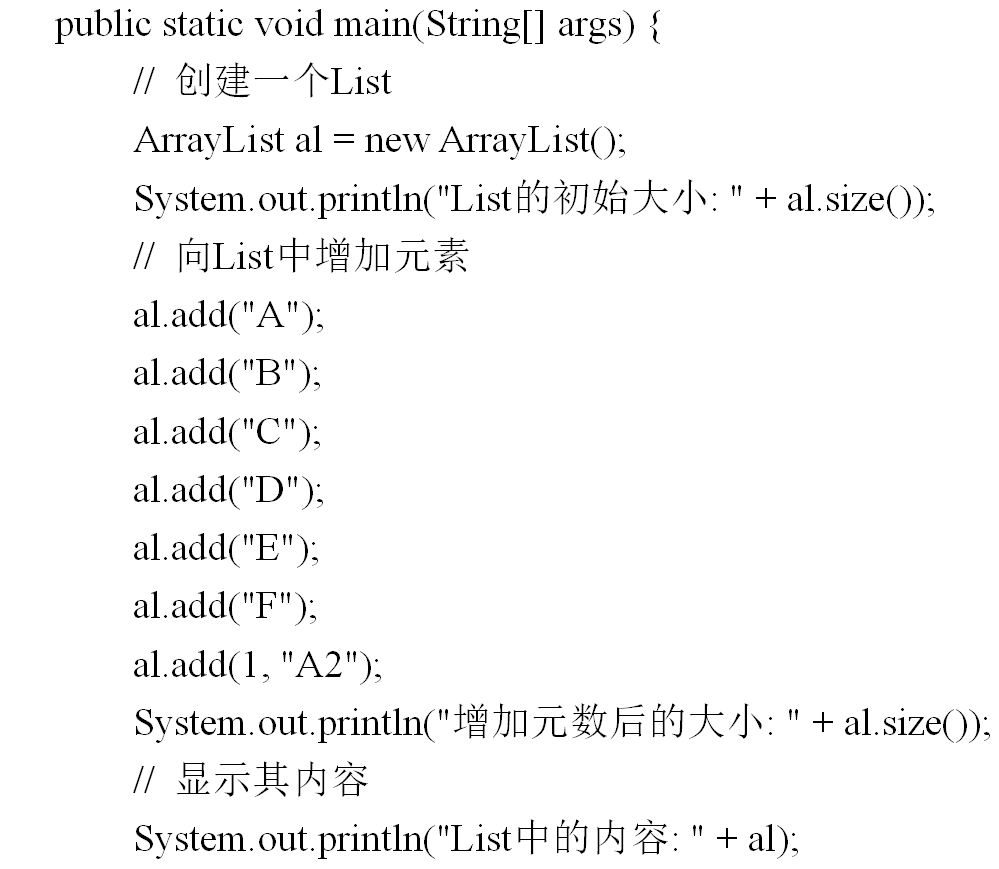 public static void main(String[] args) {
// 创建一个List
ArrayList al = new ArrayList();
System.out.println("List的初始大小: " + al.size());
// 向List中增加元素
al.add("A");
al.add("B");
al.add("C");
al.add("D");
al.add("E");
al.add("F");
al.add(1, "A2");
System.out.println("增加元数后的大小: " + al.size());
// 显示其内容
System.out.println("List中的内容: " + al);